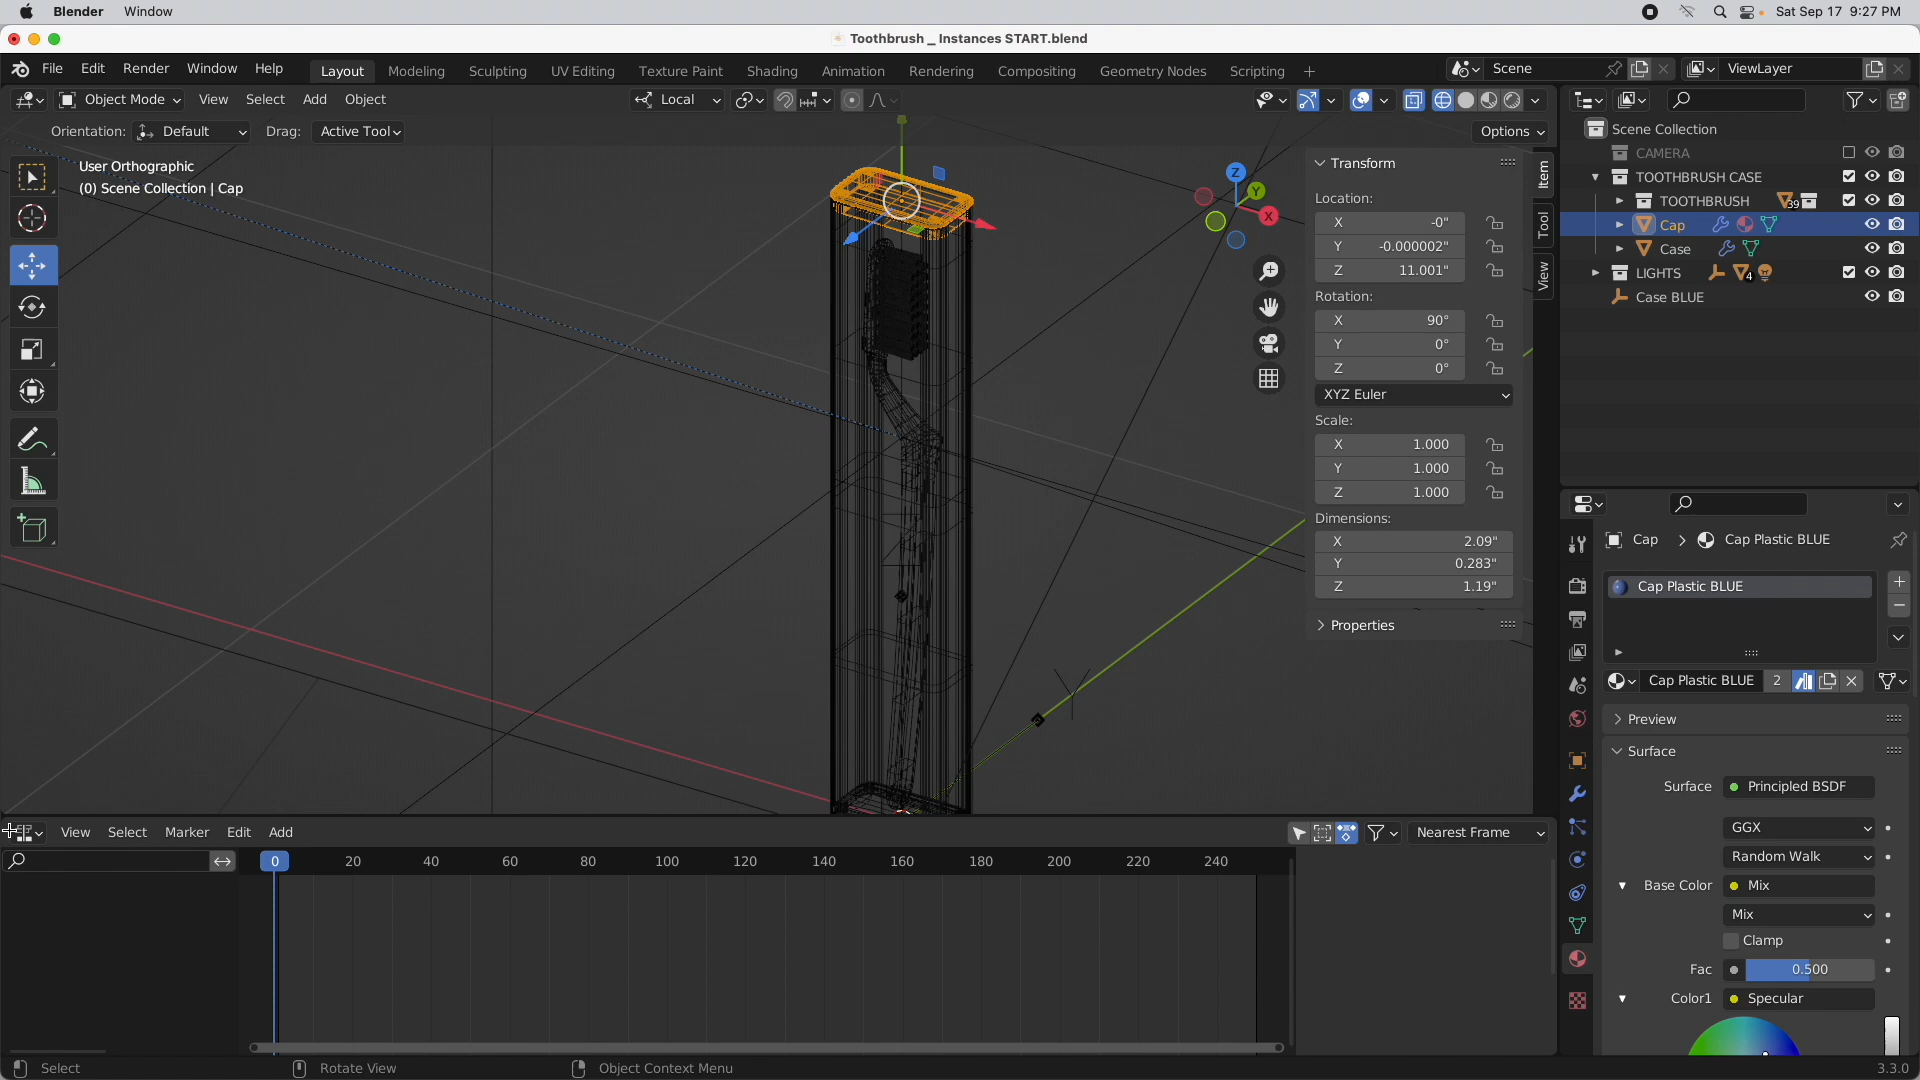 Blender Window Sat Sep 17 9:27 PM
Toothbrush _ Instances START.blend
File Edit Render Window Help Layout Modeling Sculpting UV Editing Texture Paint Shading Animation Rendering Compositing Geometry Nodes Scripting + Scene ViewLayer
Object Mode View Select Add Object Local
Orientation: Default Drag: Active Tool Options
User Orthographic
(0) Scene Collection | Cap
Z
Y
X
Transform
Location:
X -0"
Y -0.000002"
Z 11.001"
Rotation:
X 90°
Y 0°
Z 0°
XYZ Euler
Scale:
X 1.000
Y 1.000
Z 1.000
Dimensions:
X 2.09"
Y 0.283"
Z 1.19"
Properties
Item
Tool
View
Scene Collection
CAMERA
TOOTHBRUSH CASE
TOOTHBRUSH 39
Cap
Case
LIGHTS 4
Case BLUE
Cap Cap Plastic BLUE
Cap Plastic BLUE
Cap Plastic BLUE 2
Preview
Surface
Surface Principled BSDF
GGX
Random Walk
Base Color Mix
Mix
Clamp
Fac 0.500
Color1 Specular
View Select Marker Edit Add Nearest Frame
0 20 40 60 80 100 120 140 160 180 200 220 240
Select Rotate View Object Context Menu 3.3.0